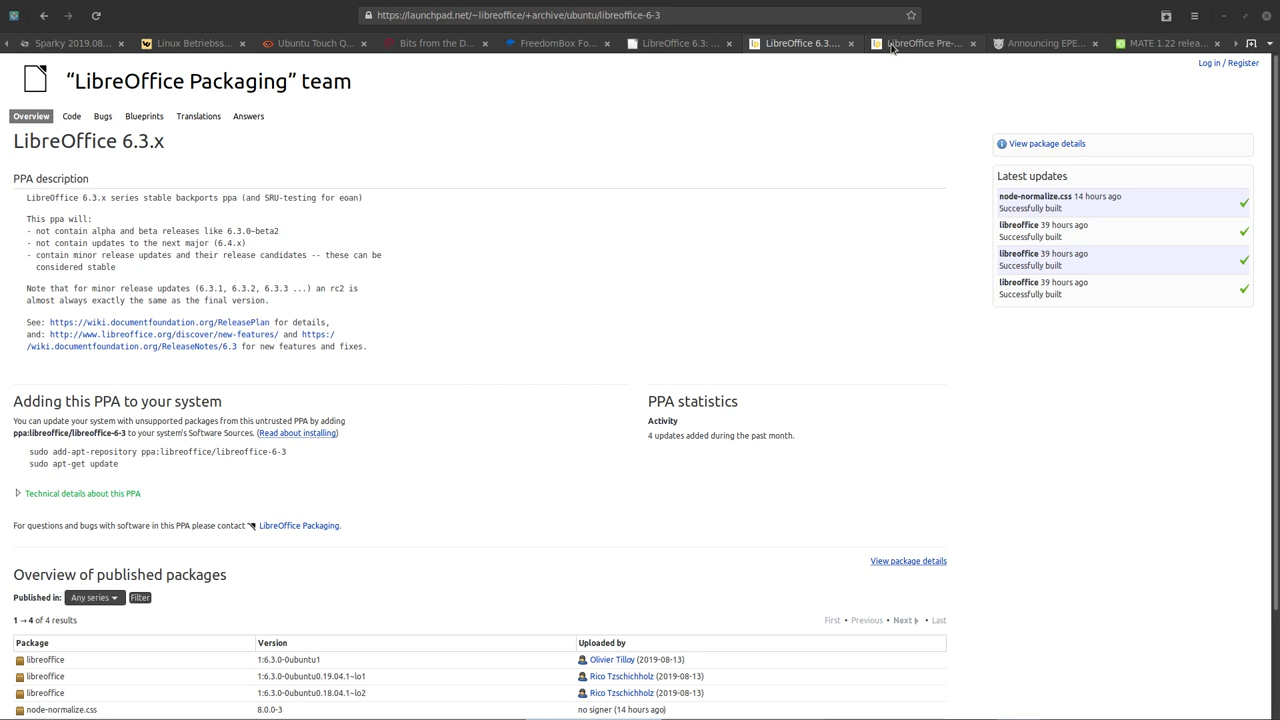 https://launchpad.net/~libreoffice/+archive/ubuntu/libreoffice-6-3
Sparky 2019.08...
Linux Betriebss...
Ubuntu Touch Q...
Bits from the D...
FreedomBox Fo...
LibreOffice 6.3: ...
LibreOffice 6.3....
LibreOffice Pre-...
Announcing EPE...
MATE 1.22 relea...
Log in / Register
“LibreOffice Packaging” team
Overview Code Bugs Blueprints Translations Answers
LibreOffice 6.3.x
PPA description
LibreOffice 6.3.x series stable backports ppa (and SRU-testing for eoan)
This ppa will:
- not contain alpha and beta releases like 6.3.0~beta2
- not contain updates to the next major (6.4.x)
- contain minor release updates and their release candidates -- these can be
considered stable
Note that for minor release updates (6.3.1, 6.3.2, 6.3.3 ...) an rc2 is
almost always exactly the same as the final version.
See: https://wiki.documentfoundation.org/ReleasePlan for details,
and: http://www.libreoffice.org/discover/new-features/ and https:/
/wiki.documentfoundation.org/ReleaseNotes/6.3 for new features and fixes.
View package details
Latest updates
node-normalize.css 14 hours ago
Successfully built
libreoffice 39 hours ago
Successfully built
libreoffice 39 hours ago
Successfully built
libreoffice 39 hours ago
Successfully built
Adding this PPA to your system
You can update your system with unsupported packages from this untrusted PPA by adding
ppa:libreoffice/libreoffice-6-3 to your system's Software Sources. (Read about installing)
sudo add-apt-repository ppa:libreoffice/libreoffice-6-3
sudo apt-get update
Technical details about this PPA
For questions and bugs with software in this PPA please contact LibreOffice Packaging.
PPA statistics
Activity
4 updates added during the past month.
View package details
Overview of published packages
Published in: Any series Filter
1 → 4 of 4 results
First • Previous • Next • Last
Package Version Uploaded by
libreoffice 1:6.3.0-0ubuntu1 Olivier Tilloy (2019-08-13)
libreoffice 1:6.3.0-0ubuntu0.19.04.1~lo1 Rico Tzschichholz (2019-08-13)
libreoffice 1:6.3.0-0ubuntu0.18.04.1~lo2 Rico Tzschichholz (2019-08-13)
node-normalize.css 8.0.0-3 no signer (14 hours ago)